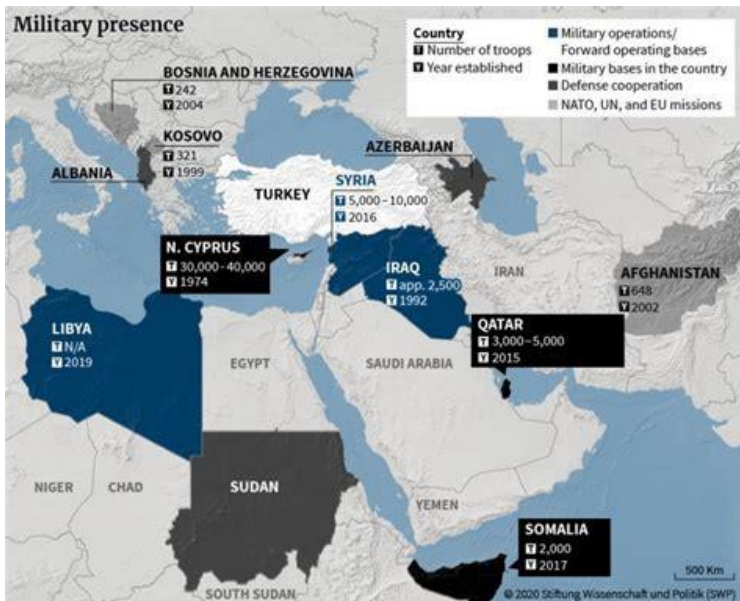 Military presence
Country
T Number of troops
Y Year established
Military operations/
Forward operating bases
Military bases in the country
Defense cooperation
NATO, UN, and EU missions
BOSNIA AND HERZEGOVINA
T 242
Y 2004
KOSOVO
T 321
Y 1999
ALBANIA
AZERBAIJAN
TURKEY
SYRIA
T 5,000–10,000
Y 2016
N. CYPRUS
T 30,000-40,000
Y 1974
IRAQ
T app. 2,500
Y 1992
IRAN
AFGHANISTAN
T 648
Y 2002
QATAR
T 3,000–5,000
Y 2015
LIBYA
T N/A
Y 2019
EGYPT
SAUDI ARABIA
NIGER
CHAD
SUDAN
YEMEN
SOMALIA
T 2,000
Y 2017
SOUTH SUDAN
500 Km
© 2020 Stiftung Wissenschaft und Politik (SWP)